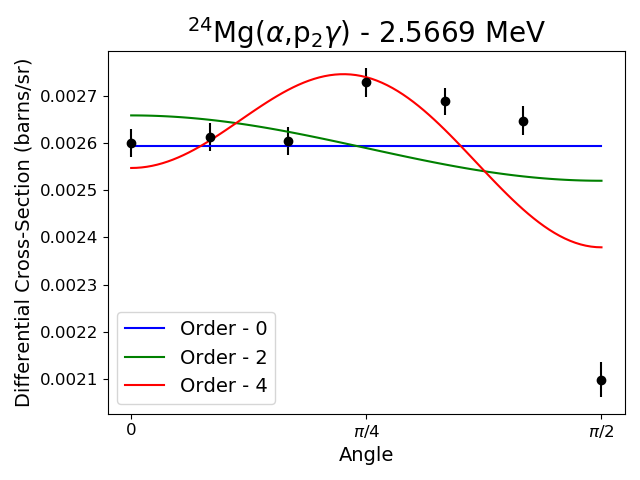 ²⁴Mg(α,p₂γ) - 2.5669 MeV
Differential Cross-Section (barns/sr)
0.0027
0.0026
0.0025
0.0024
0.0023
0.0022
0.0021
Order - 0
Order - 2
Order - 4
0 π/4 π/2
Angle